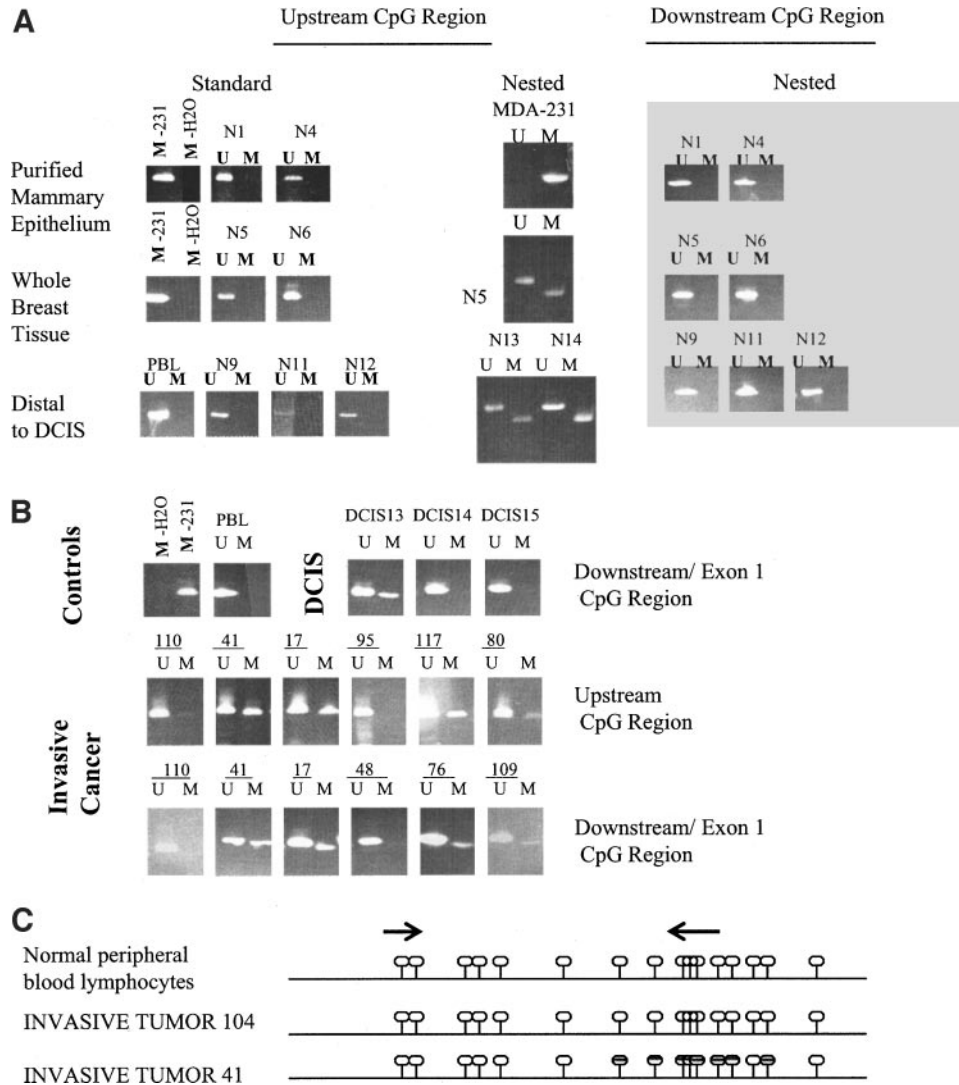 A
Upstream CpG Region
Downstream CpG Region
Standard
Nested
MDA-231
Nested
M -231
M -H2O
N1
N4
U M
U M
U M
N1
N4
U M
U M
Purified
Mammary
Epithelium
M -231
M -H2O
N5
N6
U M
U M
U M
N5
N5
N6
U M
U M
Whole
Breast
Tissue
PBL
N9
N11
N12
U M
U M
U M
U M
N13
N14
U M
U M
N9
N11
N12
U M
U M
U M
Distal
to DCIS
B
Controls
M -H2O
M -231
PBL
U M
DCIS
DCIS13
DCIS14
DCIS15
U M
U M
U M
Downstream/ Exon 1
CpG Region
Invasive
Cancer
110
41
17
95
117
80
U M
U M
U M
U M
U M
U M
Upstream
CpG Region
110
41
17
48
76
109
U M
U M
U M
U M
U M
U M
Downstream/ Exon 1
CpG Region
C
Normal peripheral
blood lymphocytes
INVASIVE TUMOR 104
INVASIVE TUMOR 41